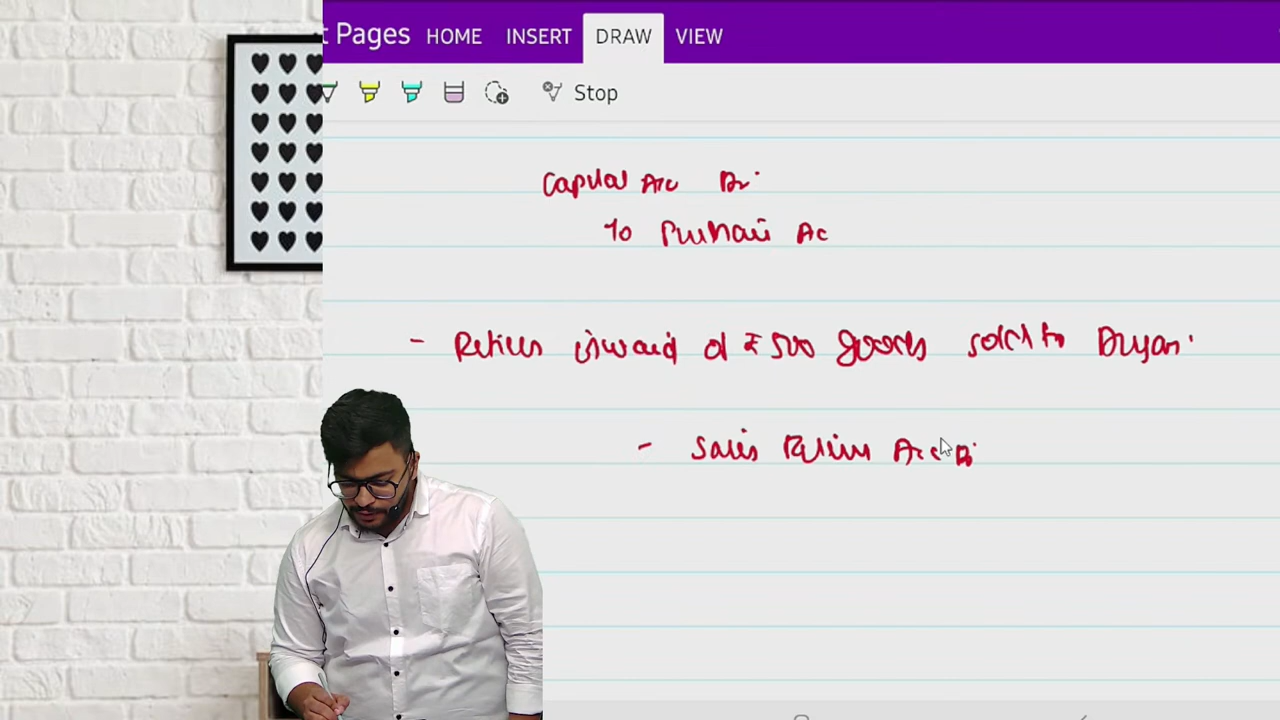 t Pages HOME INSERT DRAW VIEW
Stop
Capital A/c Dr.
To Purchase Ac
- Return inward of ₹ 500 goods sold to
- Sales Return A/c Dr